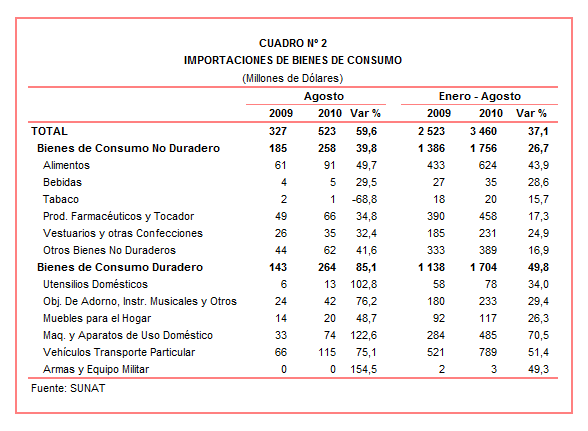 CUADRO Nº 2
IMPORTACIONES DE BIENES DE CONSUMO
(Millones de Dólares)
Agosto Enero - Agosto
2009 2010 Var % 2009 2010 Var %
TOTAL 327 523 59,6 2 523 3 460 37,1
Bienes de Consumo No Duradero 185 258 39,8 1 386 1 756 26,7
Alimentos 61 91 49,7 433 624 43,9
Bebidas 4 5 29,5 27 35 28,6
Tabaco 2 1 -68,8 18 20 15,7
Prod. Farmacéuticos y Tocador 49 66 34,8 390 458 17,3
Vestuarios y otras Confecciones 26 35 32,4 185 231 24,9
Otros Bienes No Duraderos 44 62 41,6 333 389 16,9
Bienes de Consumo Duradero 143 264 85,1 1 138 1 704 49,8
Utensilios Domésticos 6 13 102,8 58 78 34,0
Obj. De Adorno, Instr. Musicales y Otros 24 42 76,2 180 233 29,4
Muebles para el Hogar 14 20 48,7 92 117 26,3
Maq. y Aparatos de Uso Doméstico 33 74 122,6 284 485 70,5
Vehículos Transporte Particular 66 115 75,1 521 789 51,4
Armas y Equipo Militar 0 0 154,5 2 3 49,3
Fuente: SUNAT